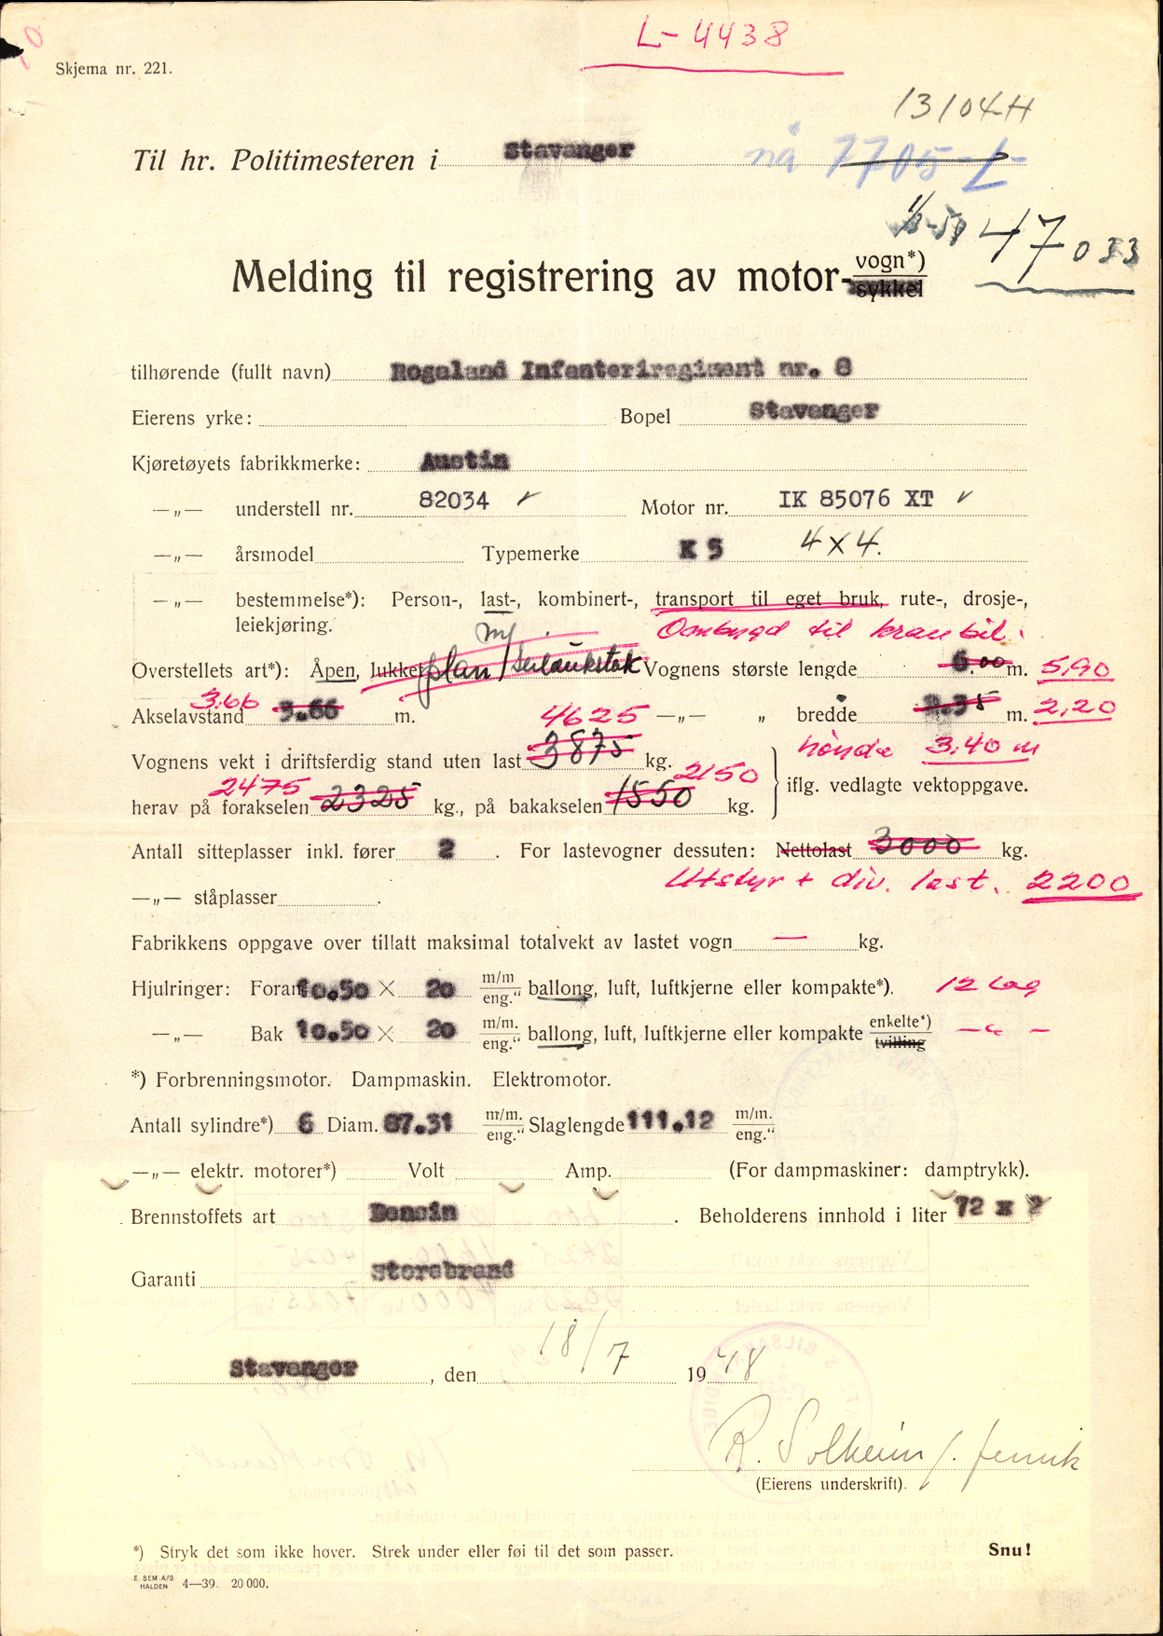 L-4438
Skjema nr. 221.
13104H
Til hr. Politimesteren i Stavanger nå 7705-L-
1/8-58 47033
Melding til registrering av motor-vogn*) sykkel
tilhørende (fullt navn) Rogaland Infanteriregiment nr. 8
Eierens yrke: Bopel Stavanger
Kjøretøyets fabrikkmerke: Austin
—„— understell nr. 82034 Motor nr. IK 85076 XT
—„— årsmodel Typemerke K 5 4x4.
—„— bestemmelse*): Person-, last-, kombinert-, transport til eget bruk, rute-, drosje-,
leiekjøring. Ombygd til kranbil.
m/
Overstellets art*): Åpen, lukket plan / Vognens største lengde 6.00 m. 5,90
3.66
Akselavstand 3.66 m. 4625 —„— „ bredde 2.35 m. 2,20
høyde 3,40 m
Vognens vekt i driftsferdig stand uten last 3875 kg.
2475 2150 iflg. vedlagte vektoppgave.
herav på forakselen 2325 kg., på bakakselen 1550 kg.
Antall sitteplasser inkl. fører 2 . For lastevogner dessuten: Nettolast 3000 kg.
Utstyr + div. last. 2200
—„— ståplasser .
Fabrikkens oppgave over tillatt maksimal totalvekt av lastet vogn — kg.
Hjulringer: Foran 10.50 × 20 m/m eng." ballong, luft, luftkjerne eller kompakte*). 12 lag
—„— Bak 10.50 × 20 m/m. eng." ballong, luft, luftkjerne eller kompakte enkelte*) tvilling —"—
*) Forbrenningsmotor. Dampmaskin. Elektromotor.
Antall sylindre*) 6 Diam. 87.31 m/m. eng." Slaglengde 111.12 m/m. eng."
—„— elektr. motorer*) Volt Amp. (For dampmaskiner: damptrykk).
Brennstoffets art Bensin . Beholderens innhold i liter 72 x 2
Garanti Storebrand
Stavanger, den 18/7 1948
R. Solheim
(Eierens underskrift).
*) Stryk det som ikke høver. Strek under eller føi til det som passer. Snu!
E. SEM A/S
HALDEN 4—39. 20 000.